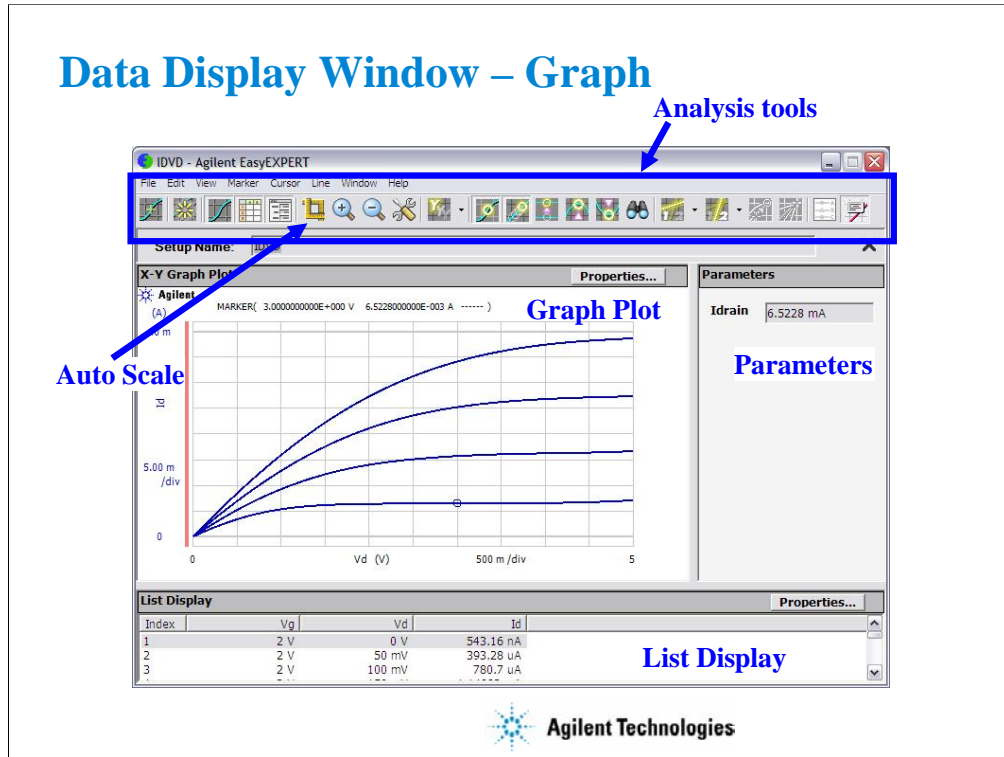 Data Display Window – Graph
Analysis tools
IDVD - Agilent EasyEXPERT
File Edit View Marker Cursor Line Window Help
Setup Name:
X-Y Graph Plot
Properties...
Parameters
Agilent
(A)
MARKER( 3.0000000000E+000 V 6.5228000000E-003 A ------ )
Graph Plot
Idrain 6.5228 mA
Parameters
Auto Scale
Id
5.00 m
/div
0
0
Vd (V)
500 m /div
5
List Display
Properties...
Index Vg Vd Id
1 2 V 0 V 543.16 nA
2 2 V 50 mV 393.28 uA
3 2 V 100 mV 780.7 uA
List Display
Agilent Technologies